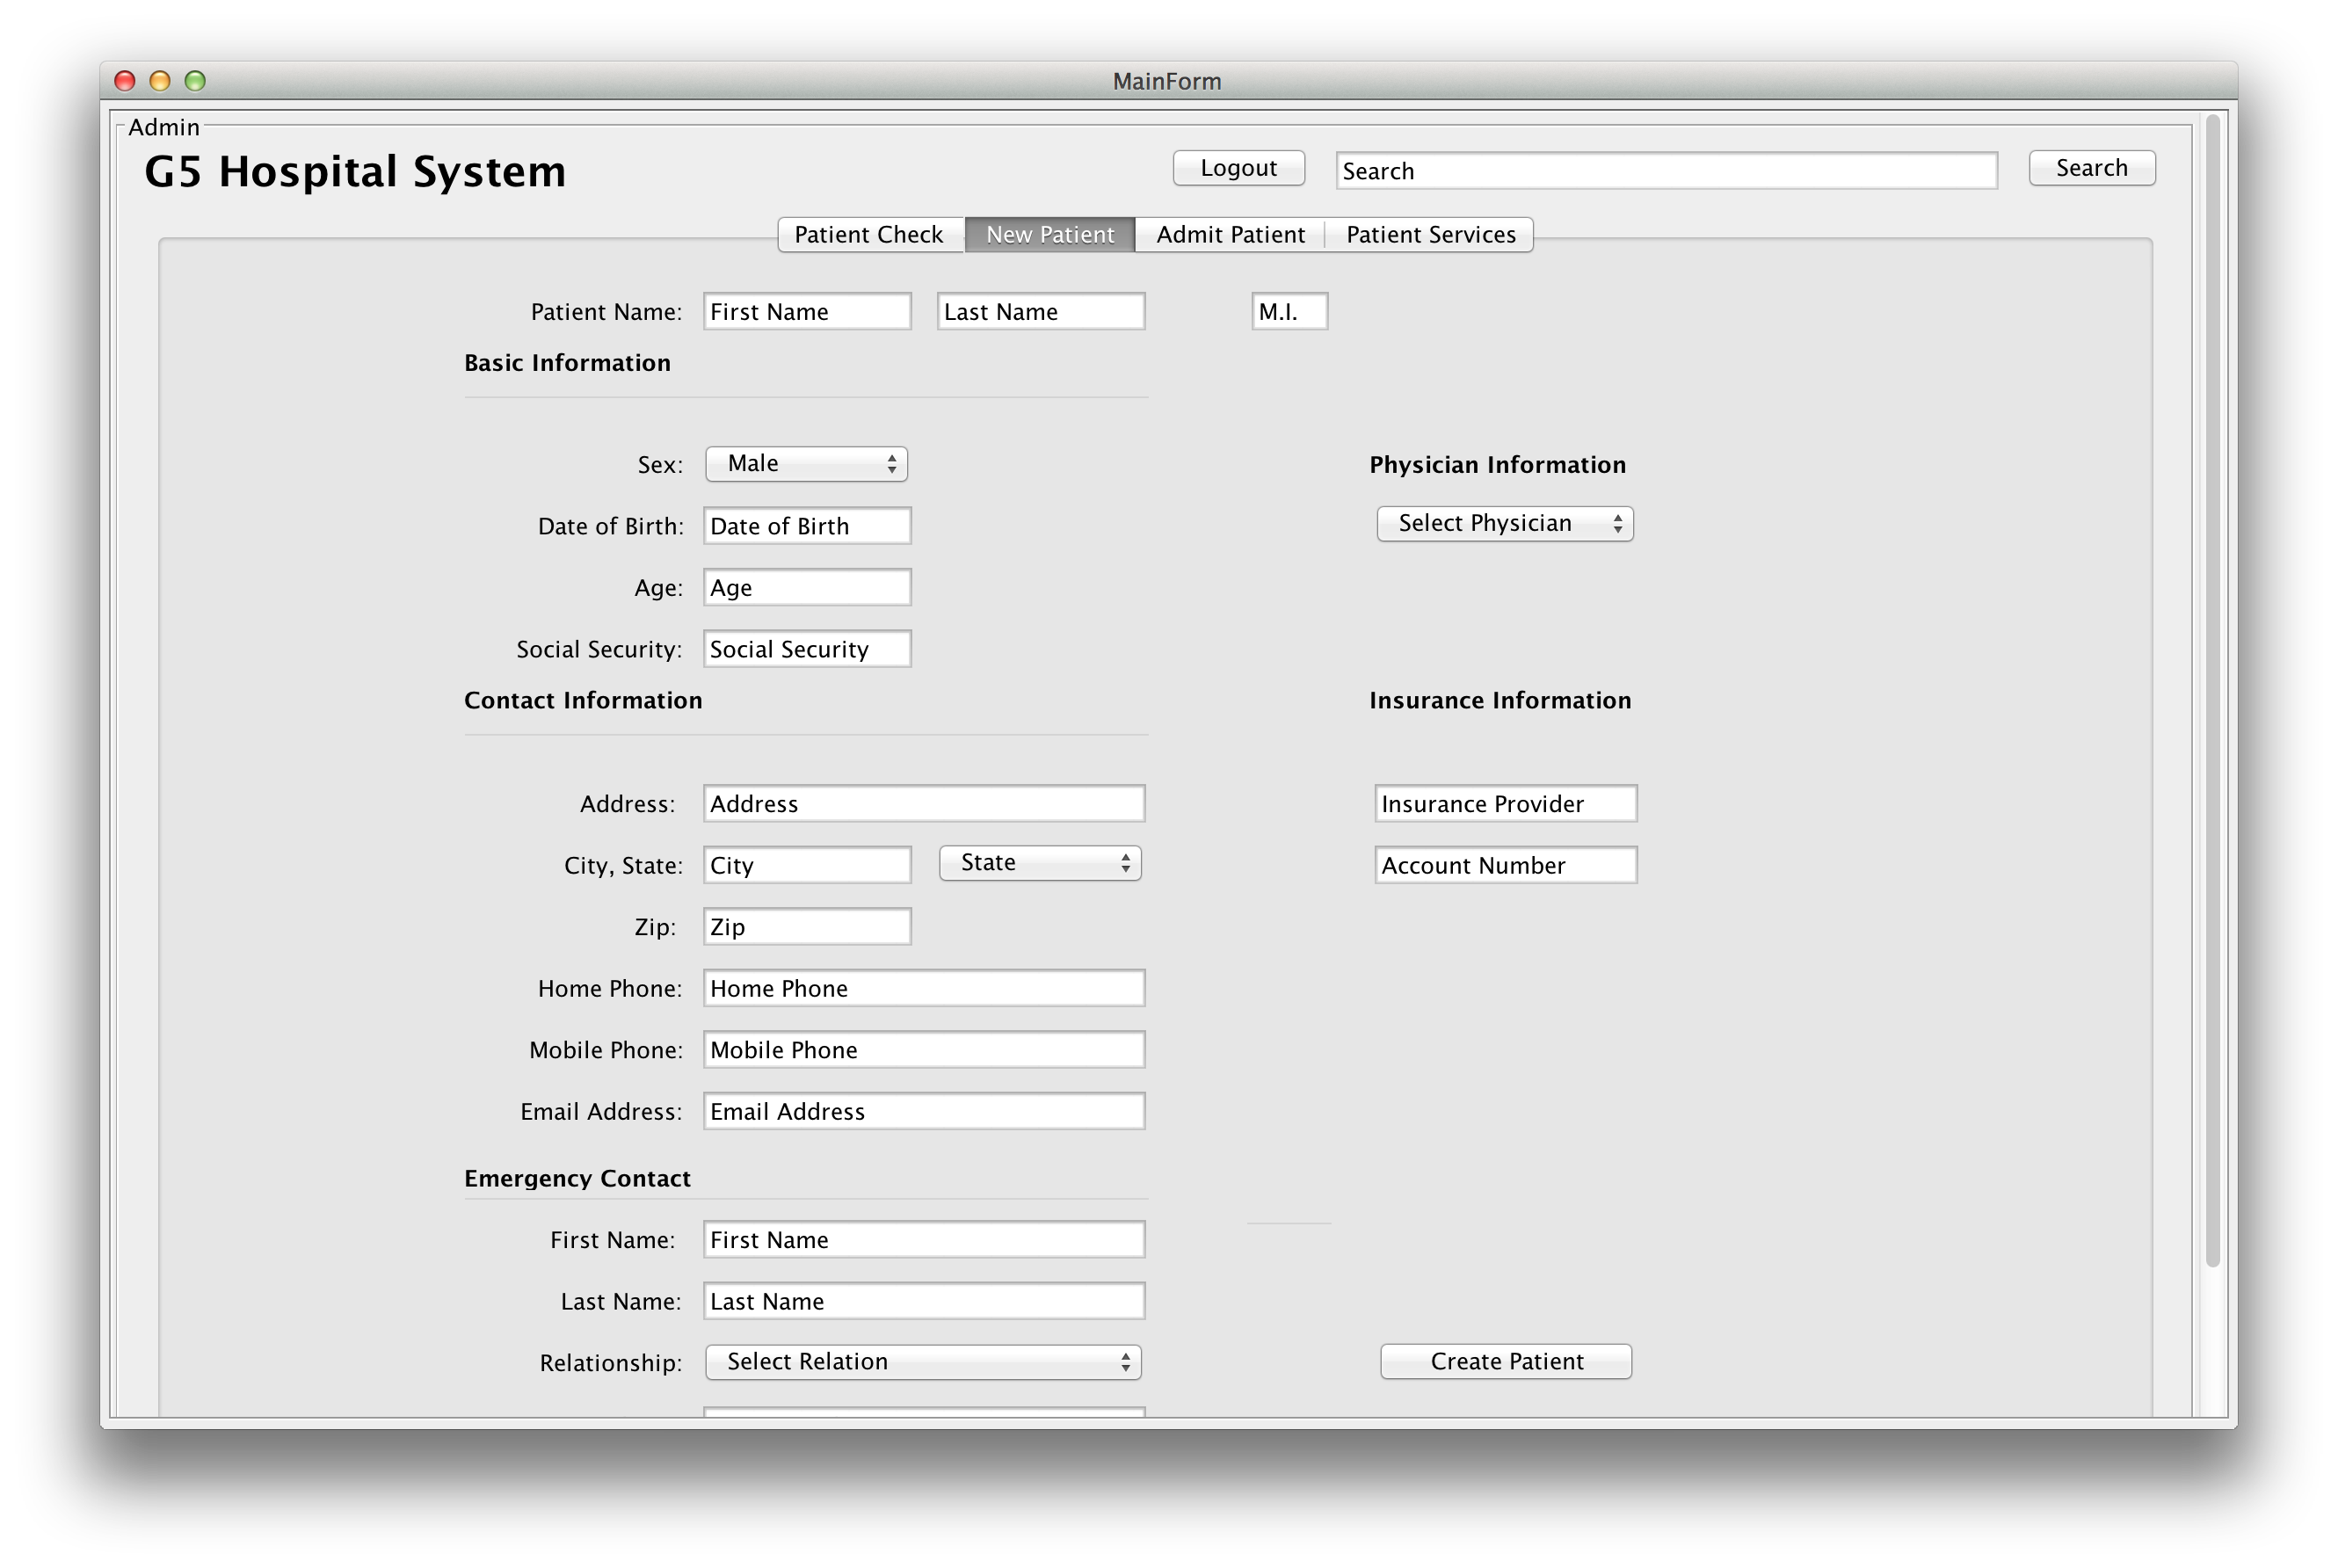 MainForm
Admin
G5 Hospital System
Logout
Search
Search
Patient Check
New Patient
Admit Patient
Patient Services
Patient Name: First Name Last Name M.I.
Basic Information
Sex: Male
Physician Information
Date of Birth: Date of Birth
Select Physician
Age: Age
Social Security: Social Security
Contact Information
Insurance Information
Address: Address
Insurance Provider
City, State: City State
Account Number
Zip: Zip
Home Phone: Home Phone
Mobile Phone: Mobile Phone
Email Address: Email Address
Emergency Contact
First Name: First Name
Last Name: Last Name
Relationship: Select Relation
Create Patient